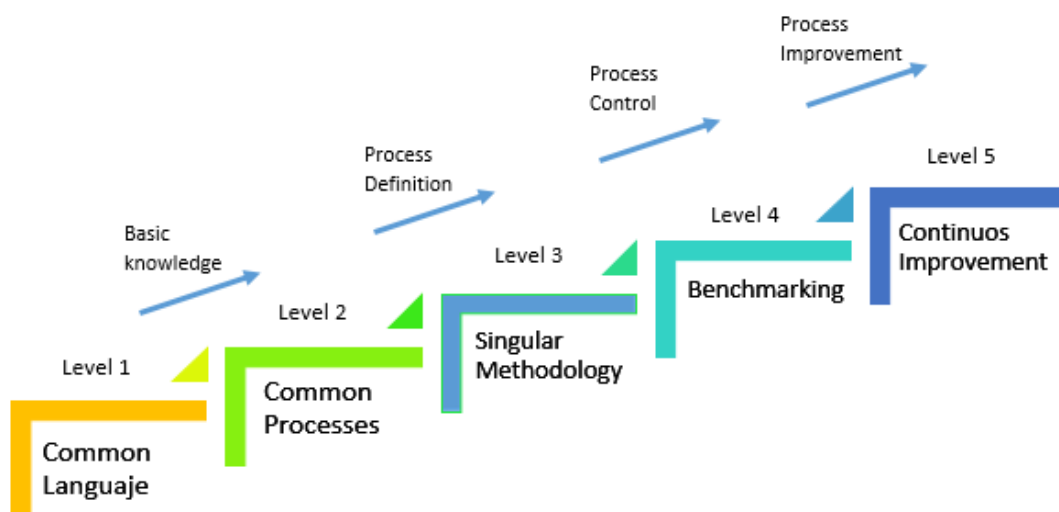 Process
Improvement
Process
Control
Level 5
Process
Definition
Level 4
Continuos
Improvement
Basic
knowledge
Level 3
Benchmarking
Level 2
Singular
Methodology
Level 1
Common
Processes
Common
Languaje